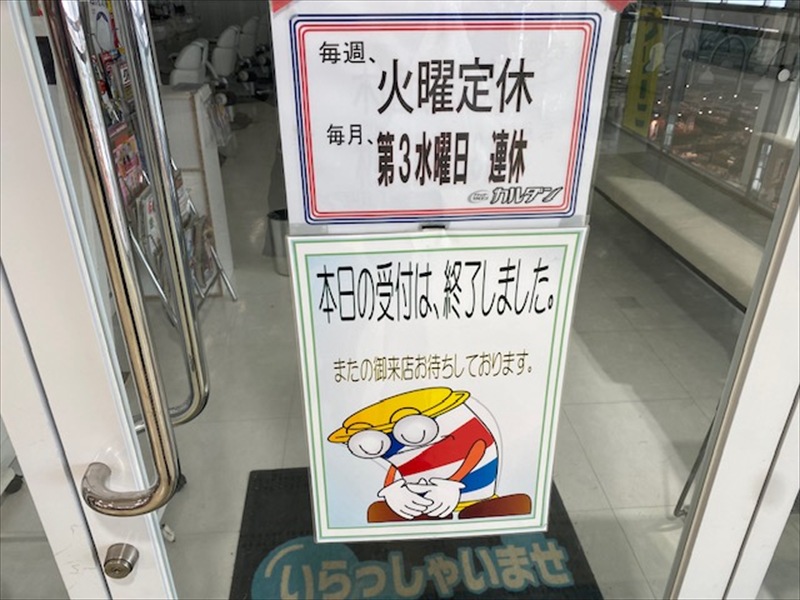 毎週、
火曜定休
毎月、
第3水曜日 連休
カルダン
本日の受付は、終了しました。
またの御来店お待ちしております。
いらっしゃいませ